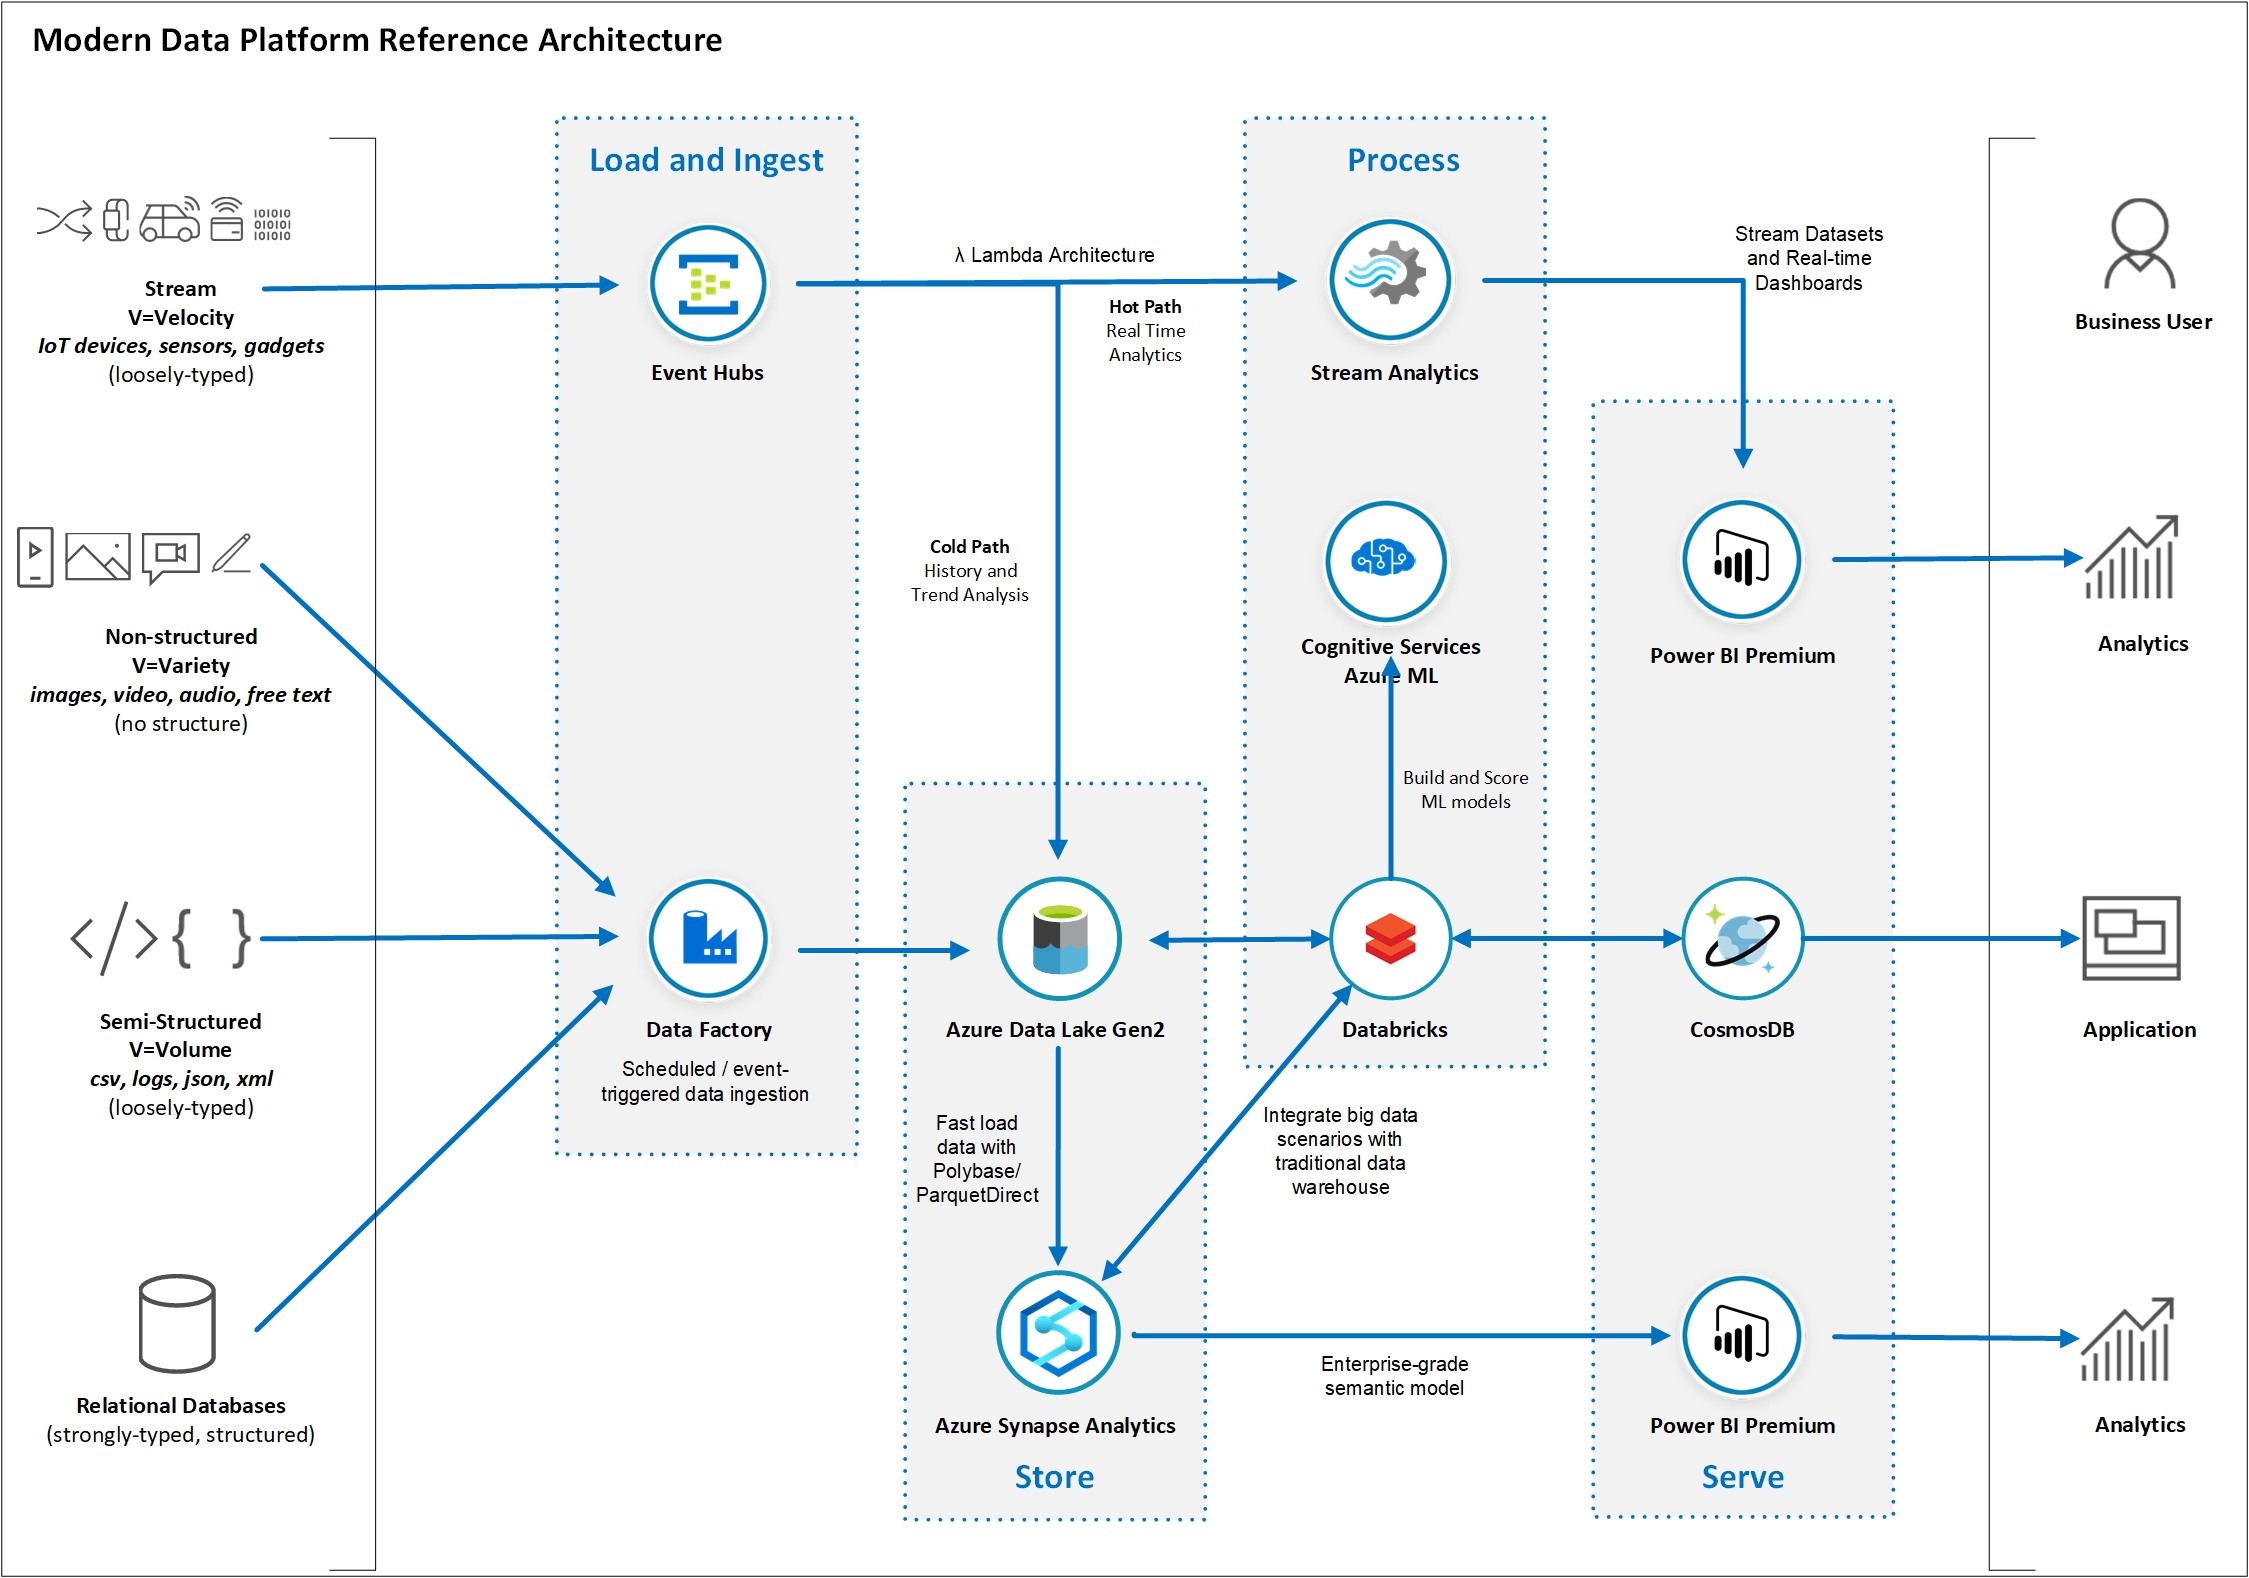 Modern Data Platform Reference Architecture
Load and Ingest
Process
101010
010101
101010
Stream
V=Velocity
IoT devices, sensors, gadgets
(loosely-typed)
Event Hubs
λ Lambda Architecture
Hot Path
Real Time
Analytics
Stream Analytics
Stream Datasets
and Real-time
Dashboards
Business User
Non-structured
V=Variety
images, video, audio, free text
(no structure)
Cold Path
History and
Trend Analysis
Cognitive Services
Azure ML
Power BI Premium
Analytics
Build and Score
ML models
</> { }
Semi-Structured
V=Volume
csv, logs, json, xml
(loosely-typed)
Data Factory
Scheduled / event-
triggered data ingestion
Azure Data Lake Gen2
Databricks
CosmosDB
Application
Fast load
data with
Polybase/
ParquetDirect
Integrate big data
scenarios with
traditional data
warehouse
Relational Databases
(strongly-typed, structured)
Azure Synapse Analytics
Enterprise-grade
semantic model
Power BI Premium
Analytics
Store
Serve